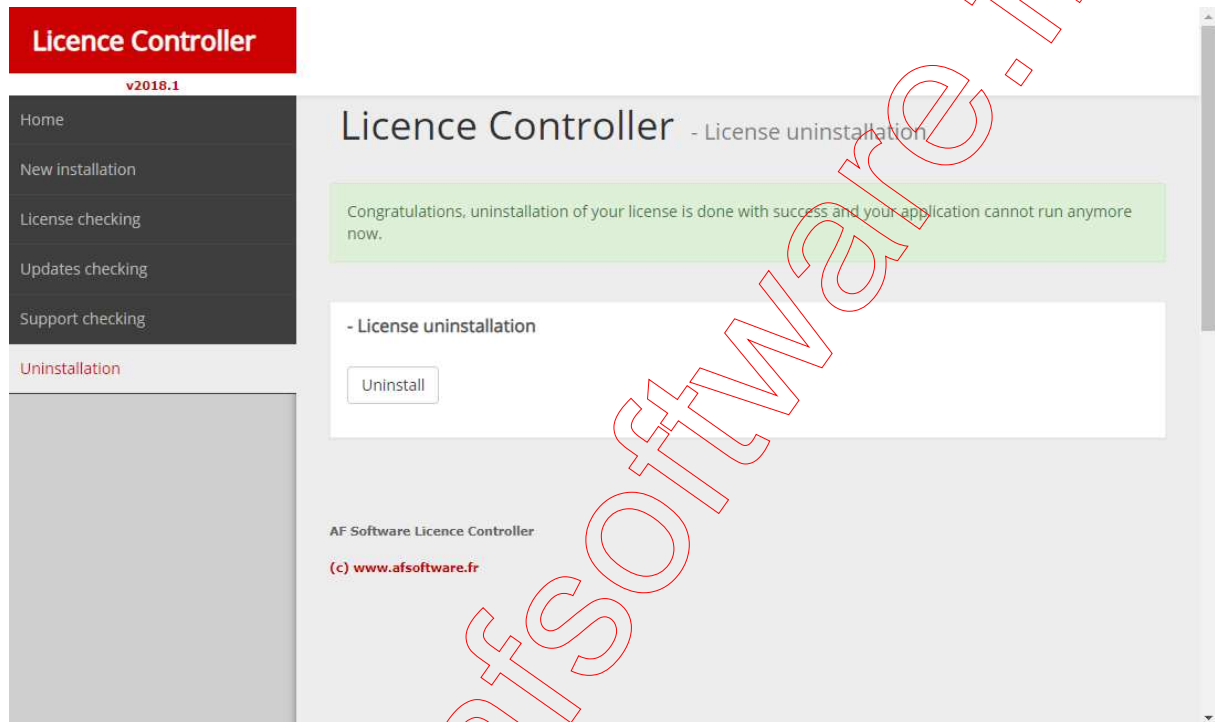 Licence Controller
v2018.1
Home
New installation
License checking
Updates checking
Support checking
Uninstallation
Licence Controller - License uninstallation
Congratulations, uninstallation of your license is done with success and your application cannot run anymore
now.
- License uninstallation
Uninstall
AF Software Licence Controller
(c) www.afsoftware.fr
afsoftware.f